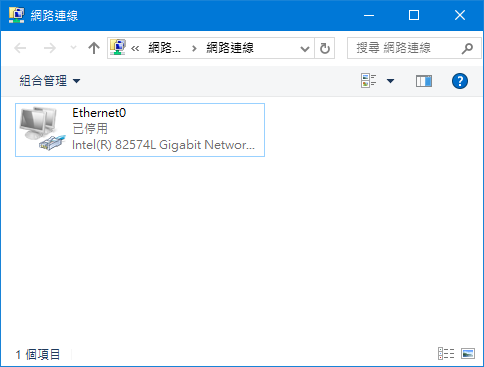 網路連線
網路... 網路連線 搜尋 網路連線
組合管理
Ethernet0
已停用
Intel(R) 82574L Gigabit Networ...
1 個項目